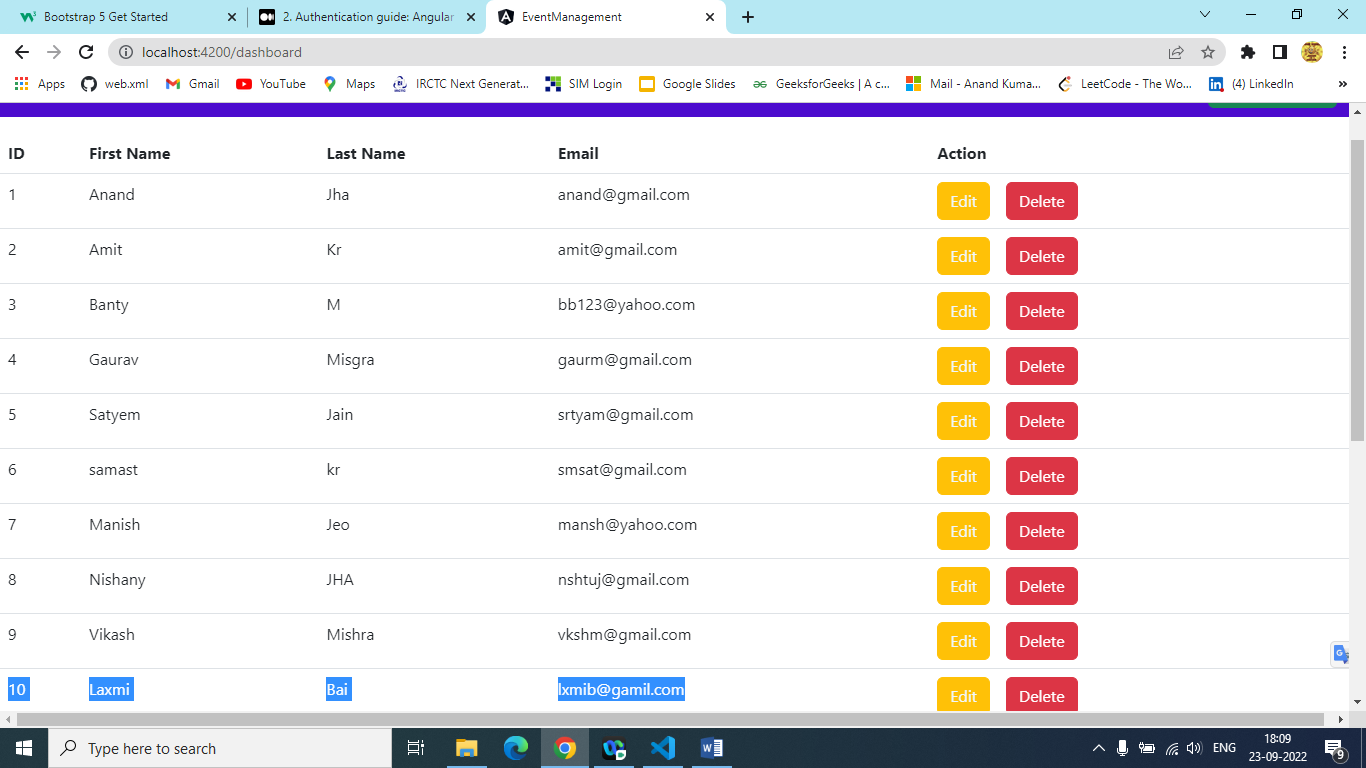 Bootstrap 5 Get Started 2. Authentication guide: Angular EventManagement
localhost:4200/dashboard
Apps web.xml Gmail YouTube Maps IRCTC Next Generat... SIM Login Google Slides GeeksforGeeks | A c... Mail - Anand Kuma... LeetCode - The Wo... (4) LinkedIn »
ID First Name Last Name Email Action
1 Anand Jha anand@gmail.com Edit Delete
2 Amit Kr amit@gmail.com Edit Delete
3 Banty M bb123@yahoo.com Edit Delete
4 Gaurav Misgra gaurm@gmail.com Edit Delete
5 Satyem Jain srtyam@gmail.com Edit Delete
6 samast kr smsat@gmail.com Edit Delete
7 Manish Jeo mansh@yahoo.com Edit Delete
8 Nishany JHA nshtuj@gmail.com Edit Delete
9 Vikash Mishra vkshm@gmail.com Edit Delete
10 Laxmi Bai lxmib@gamil.com Edit Delete
Type here to search ENG 18:09
23-09-2022 9